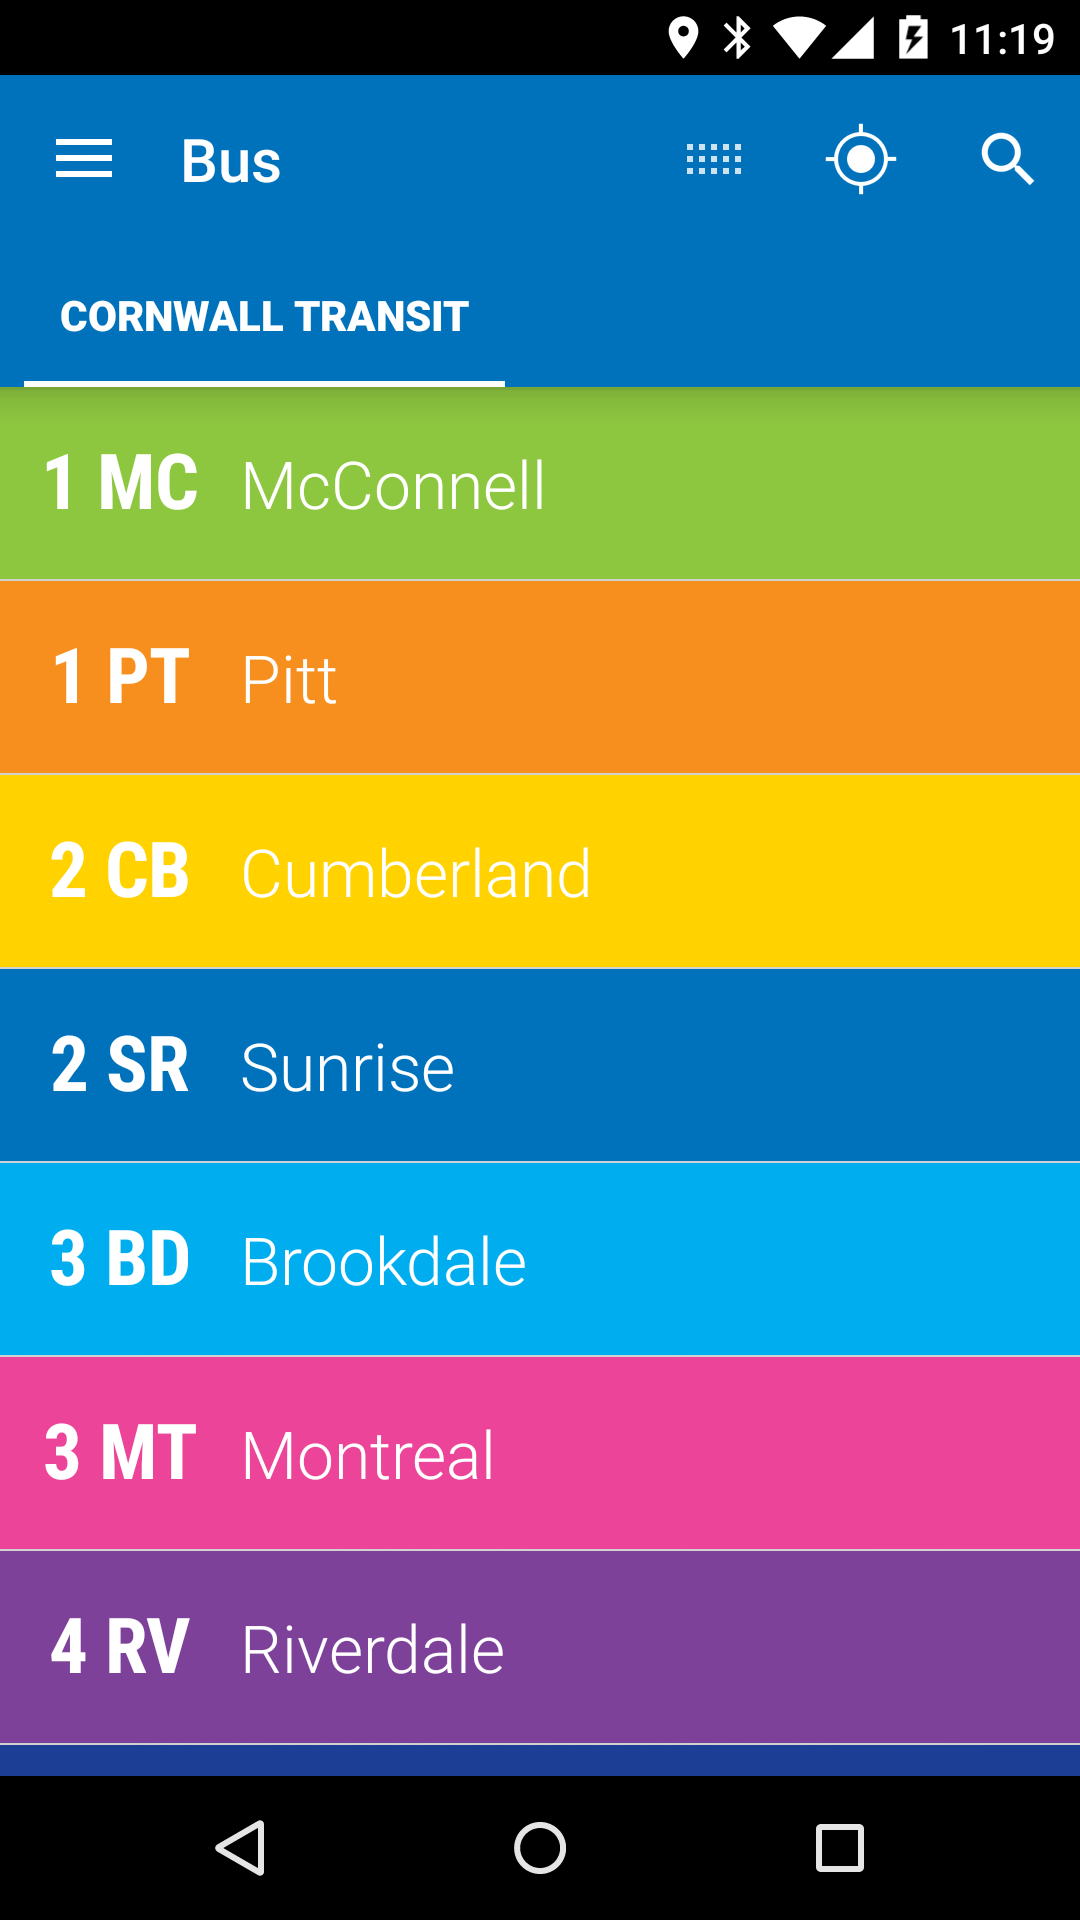 11:19
Bus
CORNWALL TRANSIT
1 MC McConnell
1 PT Pitt
2 CB Cumberland
2 SR Sunrise
3 BD Brookdale
3 MT Montreal
4 RV Riverdale